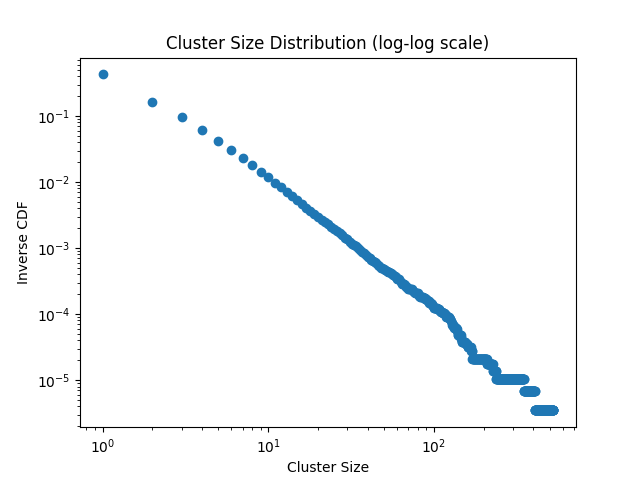 Cluster Size Distribution (log-log scale)
Inverse CDF
10⁻¹
10⁻²
10⁻³
10⁻⁴
10⁻⁵
10⁰ 10¹ 10²
Cluster Size